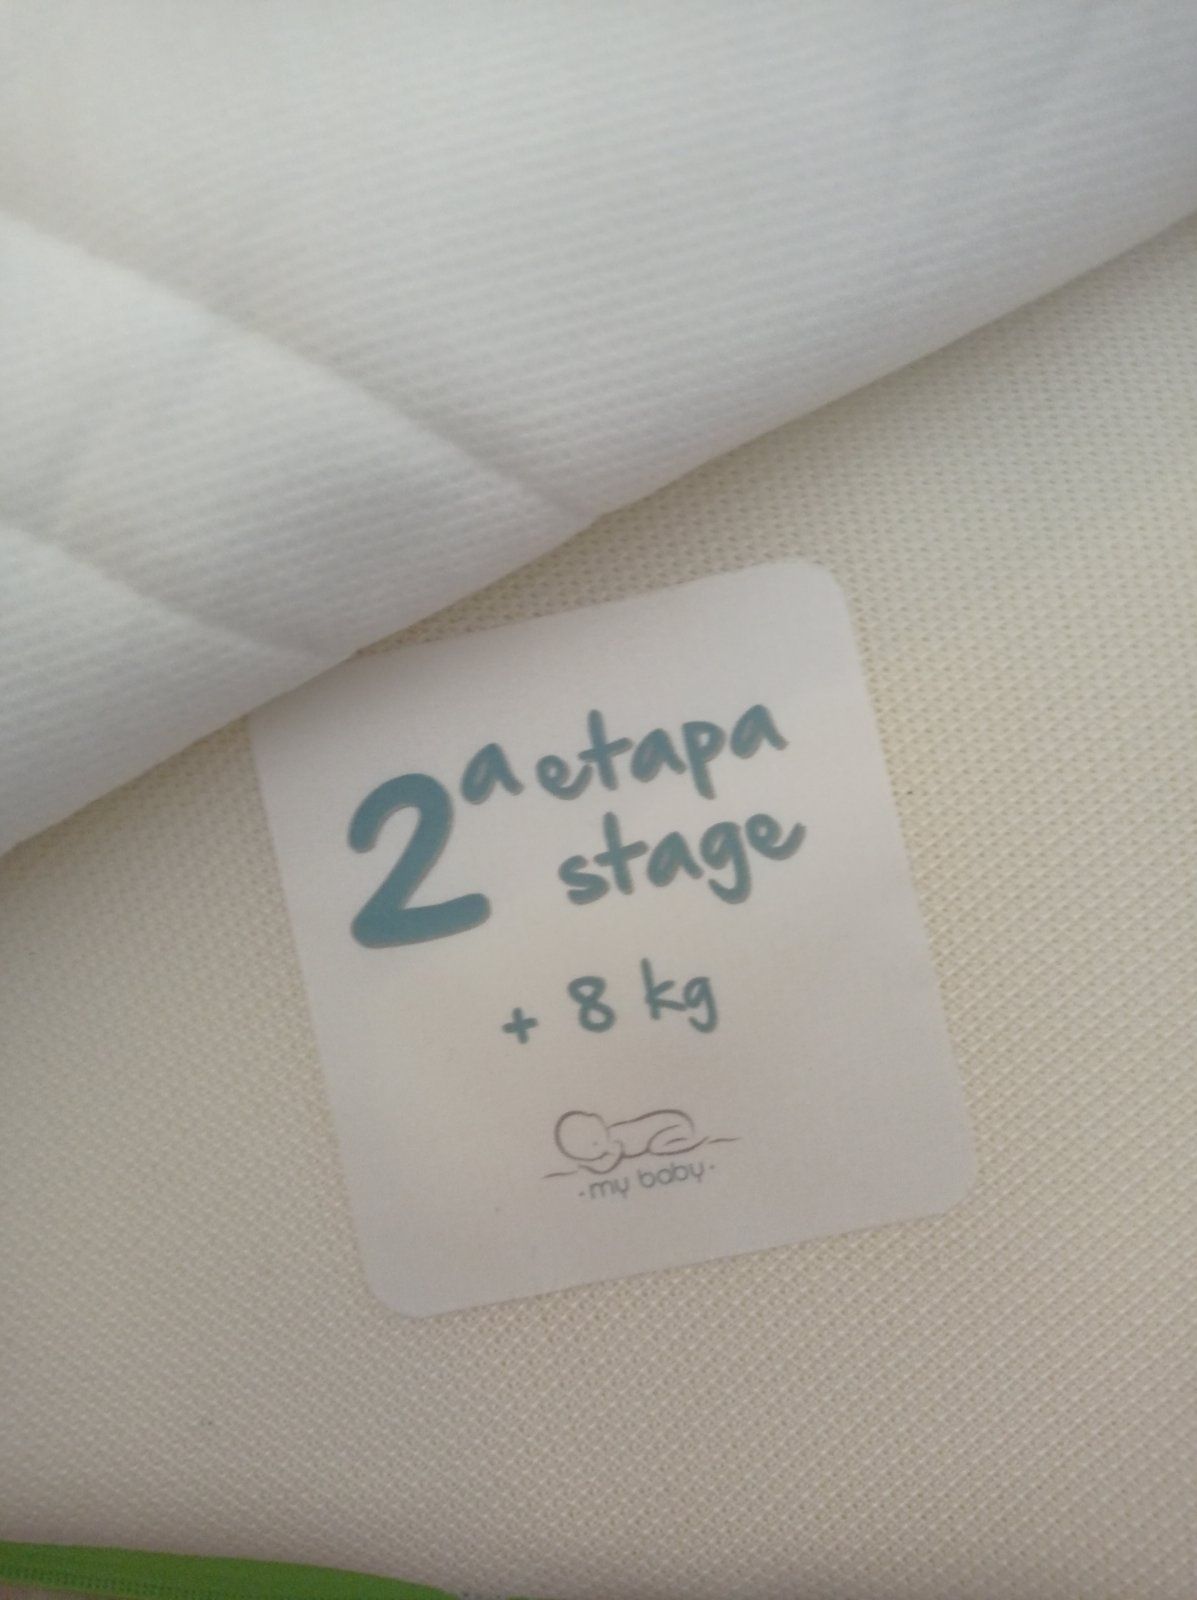 2ª etapa
stage
+ 8 kg
·my baby·